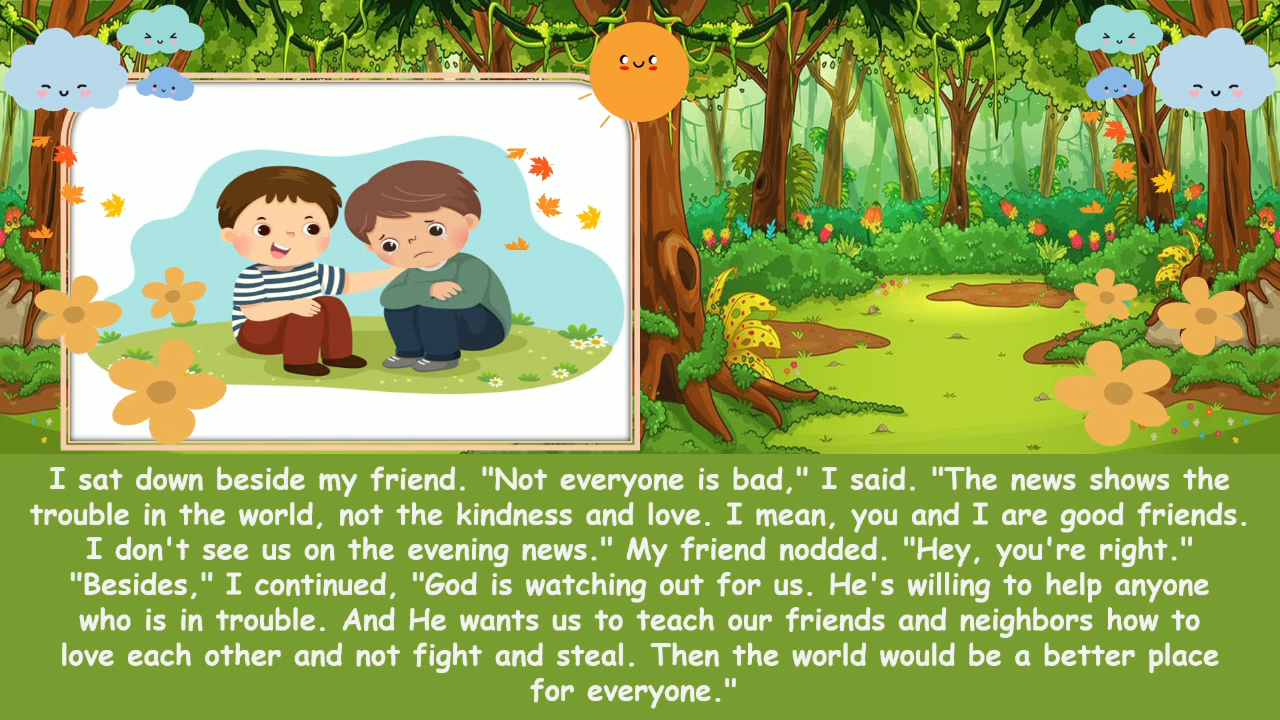 I sat down beside my friend. "Not everyone is bad," I said. "The news shows the
trouble in the world, not the kindness and love. I mean, you and I are good friends.
I don't see us on the evening news." My friend nodded. "Hey, you're right."
"Besides," I continued, "God is watching out for us. He's willing to help anyone
who is in trouble. And He wants us to teach our friends and neighbors how to
love each other and not fight and steal. Then the world would be a better place
for everyone."